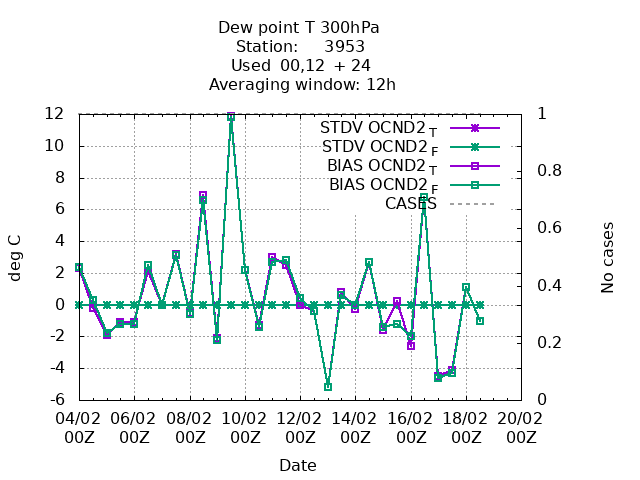 Dew point T 300hPa
Station: 3953
Used 00,12 + 24
Averaging window: 12h
deg C
No cases
12
10
8
6
4
2
0
-2
-4
-6
1
0.8
0.6
0.4
0.2
0
STDV OCND2 T
STDV OCND2 F
BIAS OCND2 T
BIAS OCND2 F
CASES
04/02 06/02 08/02 10/02 12/02 14/02 16/02 18/02 20/02
00Z 00Z 00Z 00Z 00Z 00Z 00Z 00Z 00Z
Date